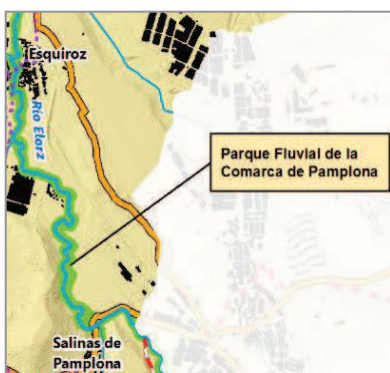 Esquiroz
Río Elorz
Parque Fluvial de la
Comarca de Pamplona
Salinas de
Pamplona